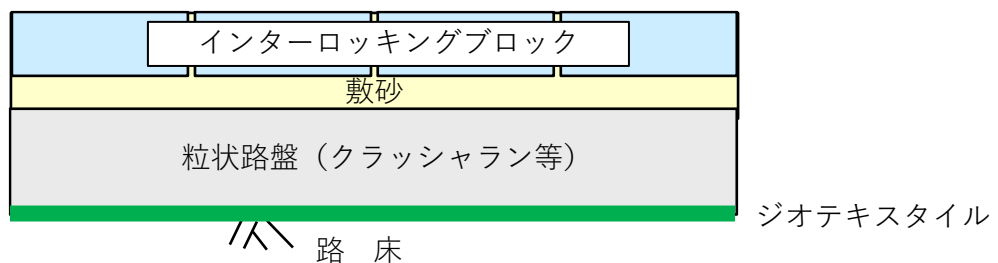 インターロッキングブロック
敷砂
粒状路盤（クラッシャラン等）
ジオテキスタイル
路　床